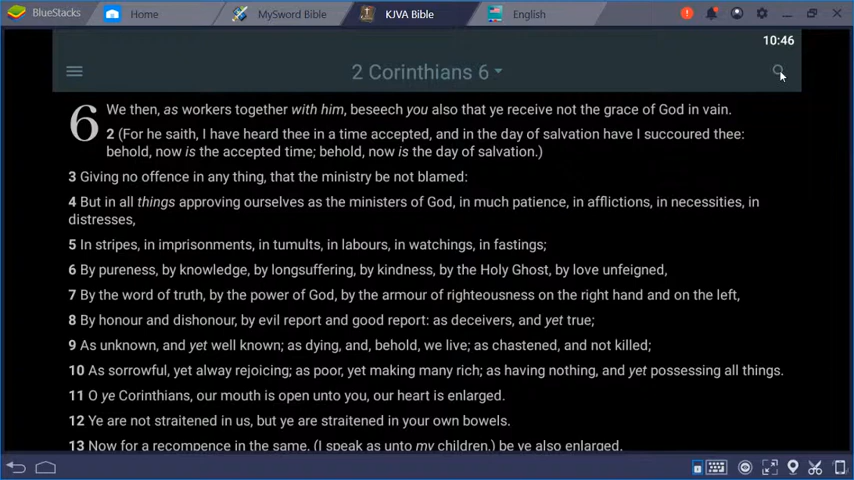 BlueStacks
Home
MySword Bible
KJVA Bible
English
10:46
2 Corinthians 6
6 We then, as workers together with him, beseech you also that ye receive not the grace of God in vain.
2 (For he saith, I have heard thee in a time accepted, and in the day of salvation have I succoured thee:
behold, now is the accepted time; behold, now is the day of salvation.)
3 Giving no offence in any thing, that the ministry be not blamed:
4 But in all things approving ourselves as the ministers of God, in much patience, in afflictions, in necessities, in
distresses,
5 In stripes, in imprisonments, in tumults, in labours, in watchings, in fastings;
6 By pureness, by knowledge, by longsuffering, by kindness, by the Holy Ghost, by love unfeigned,
7 By the word of truth, by the power of God, by the armour of righteousness on the right hand and on the left,
8 By honour and dishonour, by evil report and good report: as deceivers, and yet true;
9 As unknown, and yet well known; as dying, and, behold, we live; as chastened, and not killed;
10 As sorrowful, yet alway rejoicing; as poor, yet making many rich; as having nothing, and yet possessing all things.
11 O ye Corinthians, our mouth is open unto you, our heart is enlarged.
12 Ye are not straitened in us, but ye are straitened in your own bowels.
13 Now for a recompence in the same, (I speak as unto my children,) be ye also enlarged.